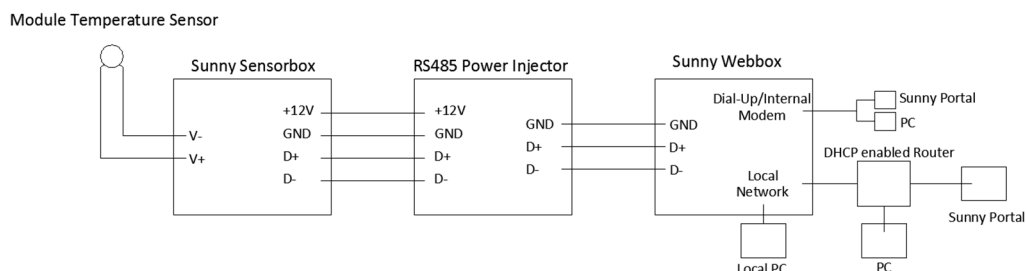 Module Temperature Sensor
Sunny Sensorbox
RS485 Power Injector
Sunny Webbox
V-
V+
+12V
GND
D+
D-
+12V
GND
D+
D-
GND
D+
D-
GND
D+
D-
Dial-Up/Internal
Modem
Local
Network
Sunny Portal
PC
DHCP enabled Router
Sunny Portal
Local PC
PC